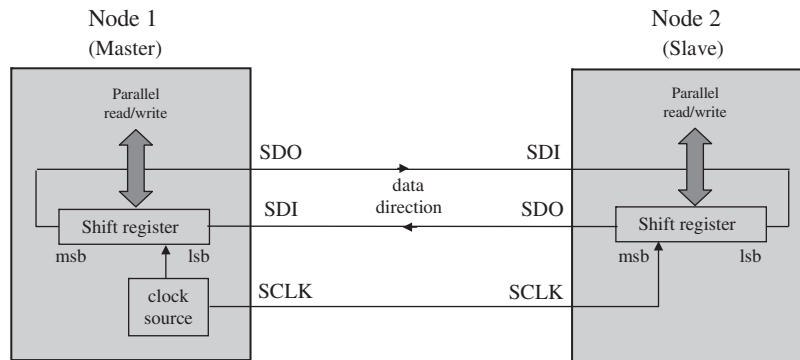 Node 1
(Master)
Node 2
(Slave)
Parallel
read/write
Parallel
read/write
SDO
SDI
data
direction
SDI
SDO
Shift register
msb
lsb
Shift register
msb
lsb
clock
source
SCLK
SCLK